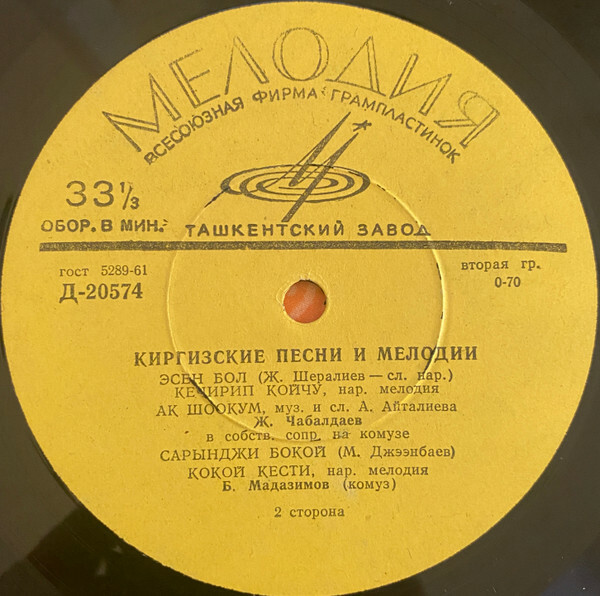 МЕЛОДИЯ
ВСЕСОЮЗНАЯ ФИРМА ГРАМПЛАСТИНОК
33⅓
ОБОР. В МИН. ТАШКЕНТСКИЙ ЗАВОД
гост 5289-61
Д-20574
вторая гр.
0-70
КИРГИЗСКИЕ ПЕСНИ И МЕЛОДИИ
ЭСЕН БОЛ (Ж. Шералиев — сл. нар.)
КЕЧИРИП КОЙЧУ, нар. мелодия
АК ШООКУМ, муз. и сл. А. Айталиева
Ж. Чабалдаев
в собств. сопр. на комузе
САРЫНДЖИ БОКОЙ (М. Джээнбаев)
КОКОЙ КЕСТИ, нар. мелодия
Б. Мадазимов (комуз)
2 сторона